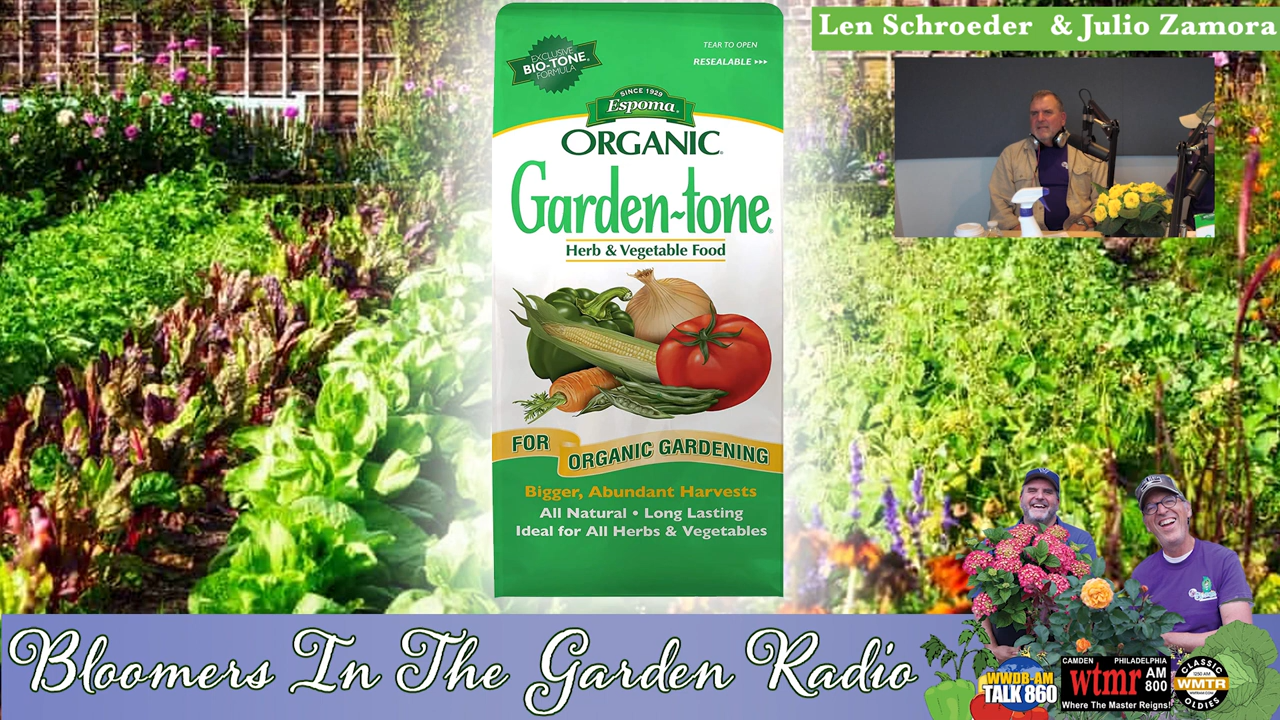 Len Schroeder & Julio Zamora
EXCLUSIVE
BIO-TONE®
FORMULA
TEAR TO OPEN
RESEALABLE >>>
SINCE 1929
Espoma®
ORGANIC®
Garden~tone®
Herb & Vegetable Food
FOR ORGANIC GARDENING
Bigger, Abundant Harvests
All Natural • Long Lasting
Ideal for All Herbs & Vegetables
Bloomers In The Garden Radio
WWDB-AM
TALK 860
CAMDEN PHILADELPHIA
wtmr AM
800
Where The Master Reigns!
CLASSIC
1250 AM
WMTR
OLDIES